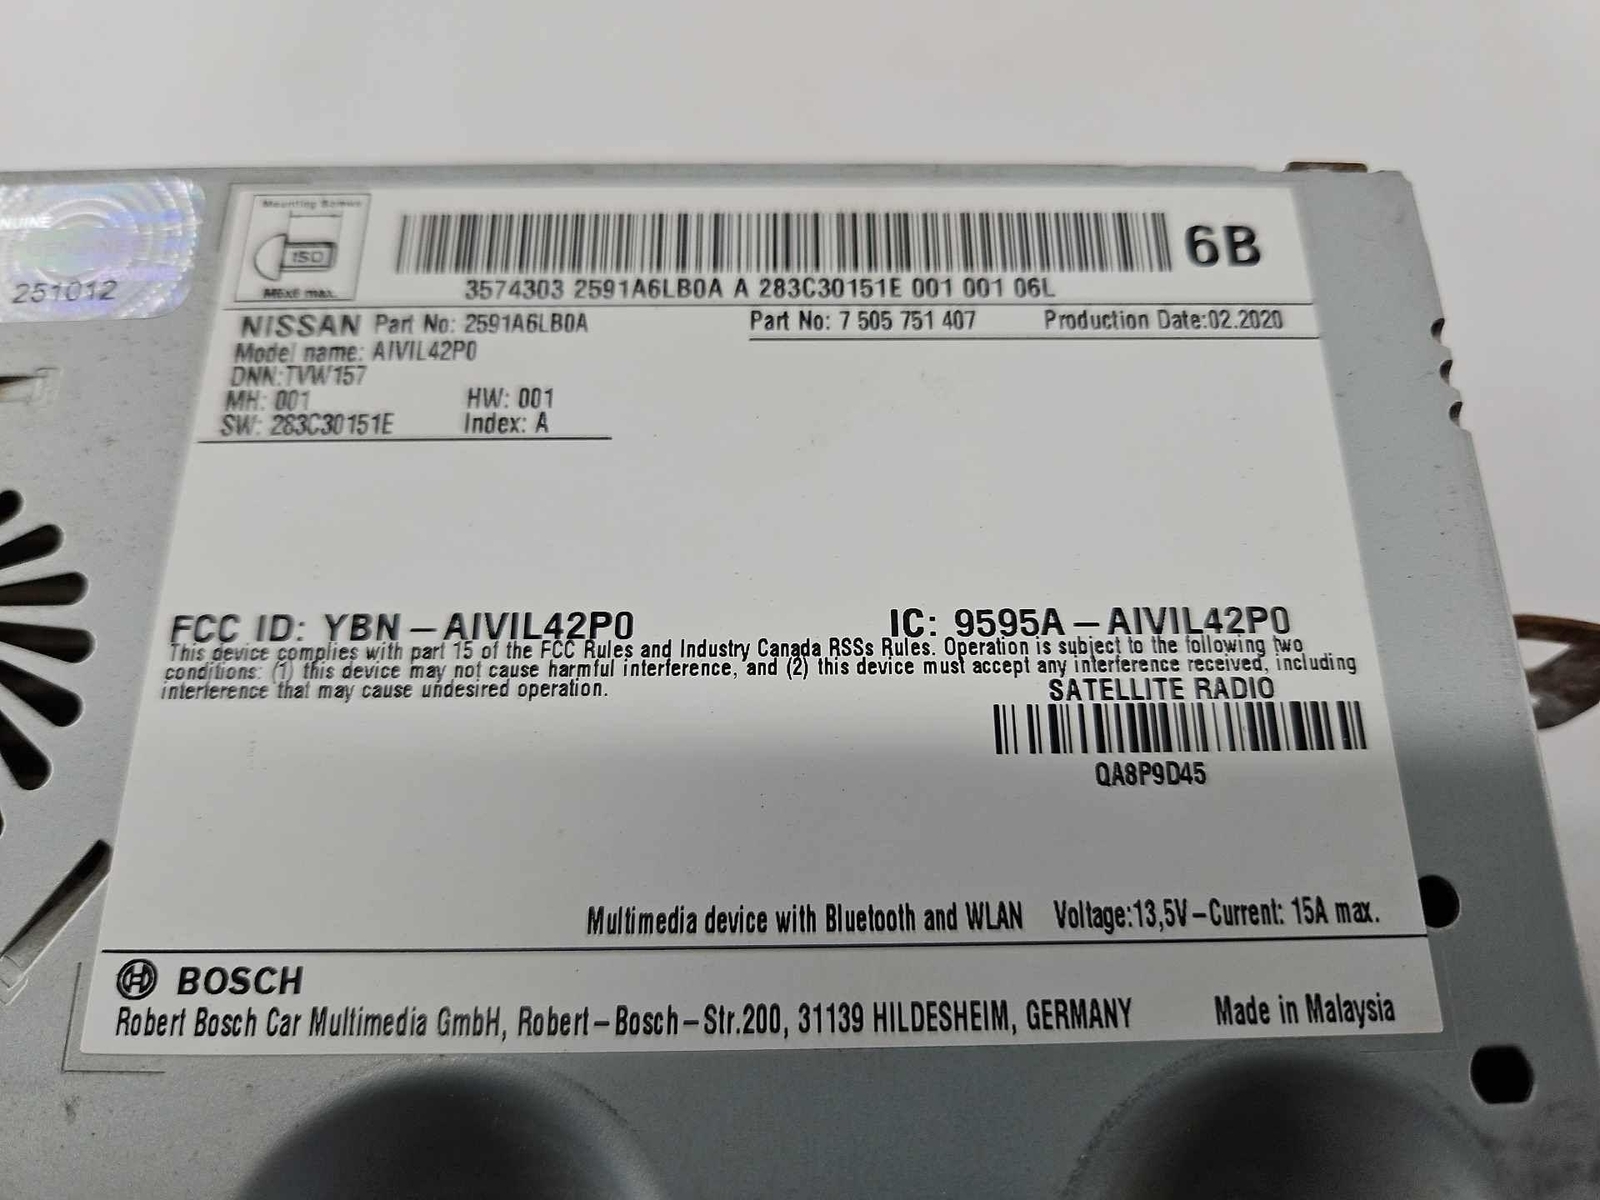 GENUINE
251012
Mounting Screws
ISO
M5x8 max.
6B
3574303 2591A6LB0A A 283C30151E 001 001 06L
NISSAN Part No: 2591A6LB0A
Part No: 7 505 751 407
Production Date:02.2020
Model name: AIVIL42P0
DNN:TVW157
MH: 001 HW: 001
SW: 283C30151E Index: A
FCC ID: YBN-AIVIL42P0
IC: 9595A-AIVIL42P0
This device complies with part 15 of the FCC Rules and Industry Canada RSSs Rules. Operation is subject to the following two
conditions: (1) this device may not cause harmful interference, and (2) this device must accept any interference received, including
interference that may cause undesired operation.
SATELLITE RADIO
QA8P9D45
Multimedia device with Bluetooth and WLAN Voltage:13,5V-Current: 15A max.
BOSCH
Robert Bosch Car Multimedia GmbH, Robert-Bosch-Str.200, 31139 HILDESHEIM, GERMANY
Made in Malaysia